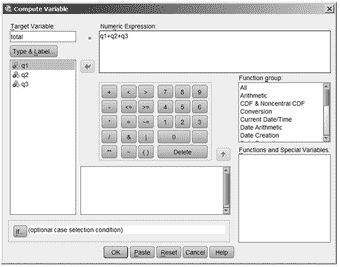 Compute Variable
Target Variable:
total
=
Numeric Expression:
q1+q2+q3
Type & Label...
q1
q2
q3
+ < > 7 8 9
- <= >= 4 5 6
* = ~= 1 2 3
/ & | 0 .
** ~ ( ) Delete
Function group:
All
Arithmetic
CDF & Noncentral CDF
Conversion
Current Date/Time
Date Arithmetic
Date Creation
Functions and Special Variables:
If... (optional case selection condition)
OK Paste Reset Cancel Help